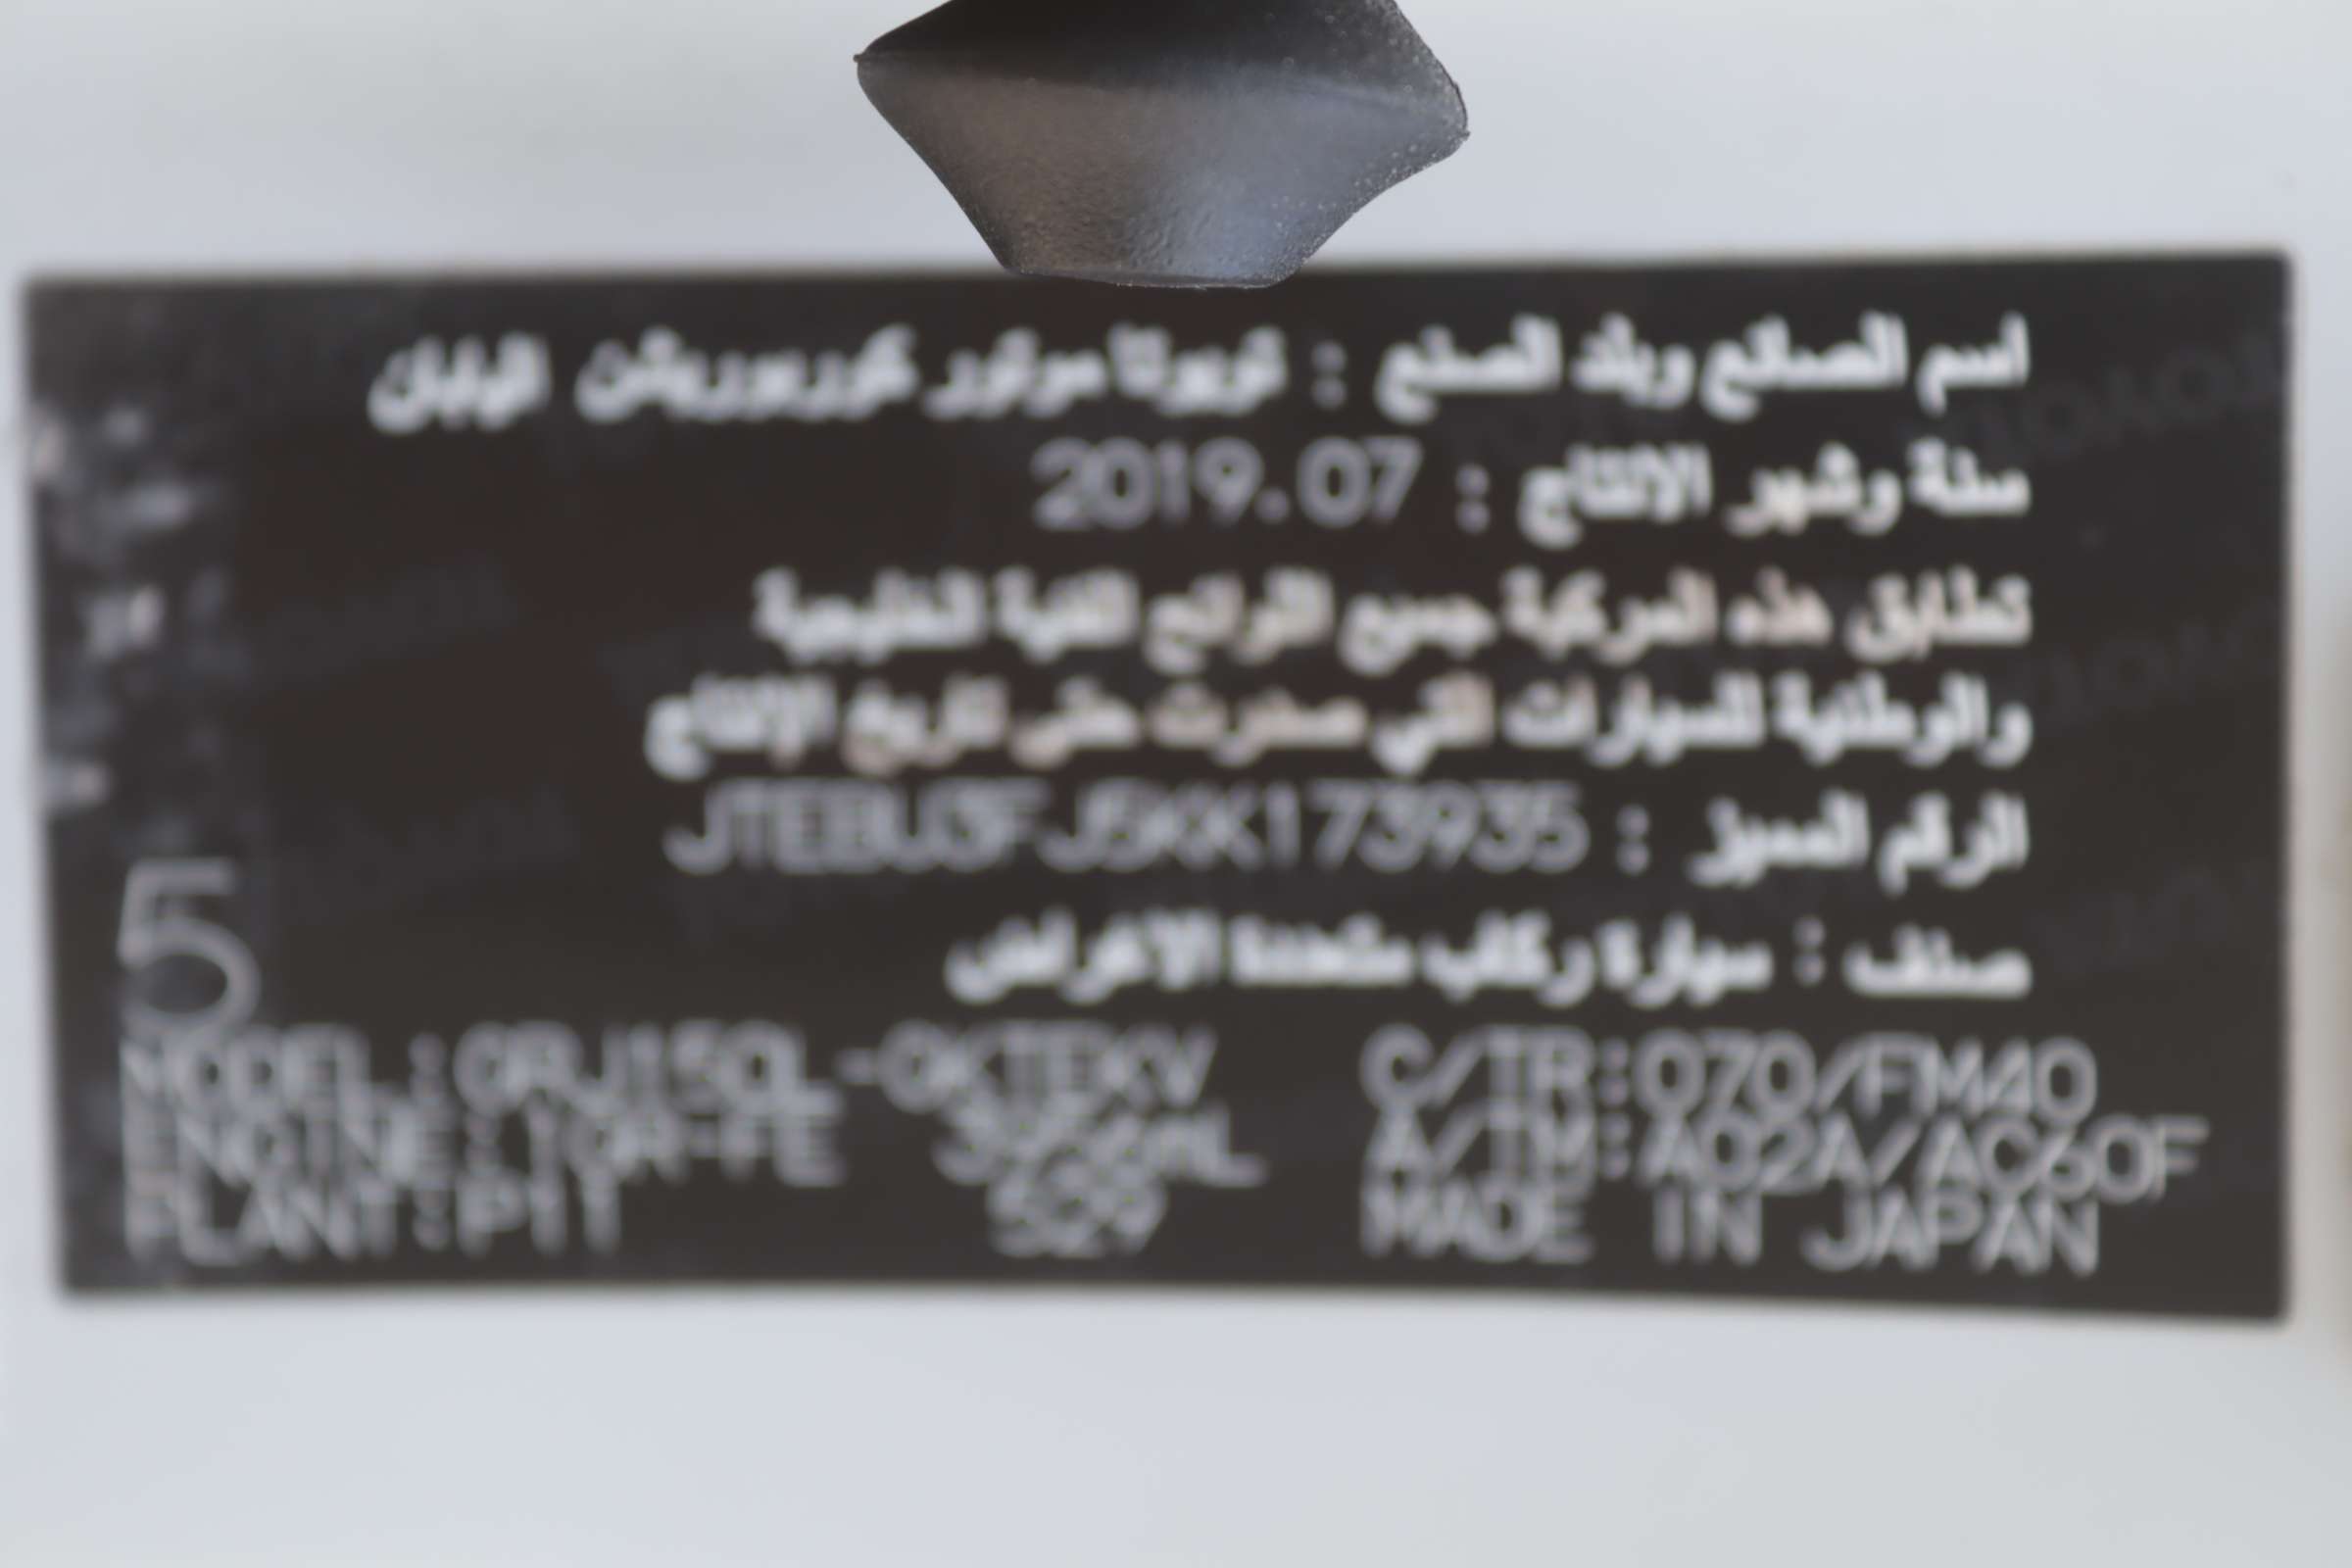 اسم الصانع وبلد الصنع : تويوتا موتور كوربوريشن اليابان
سنة وشهر الانتاج : 2019.07
تطابق هذه المركبة جميع اللوائح الفنية الخليجية
والوطنية للسيارات التي صدرت حتى تاريخ الإنتاج
الرقم المميز : JTEBU3FJ5KK173935
صنف : سيارة ركاب متعددة الاغراض
5
MODEL:GRJ150L-GKTEKV C/TR:070/FM40
ENGINE:1GR-FE 3956mL A/TM:A02A/AC60F
PLANT:P11 529 MADE IN JAPAN